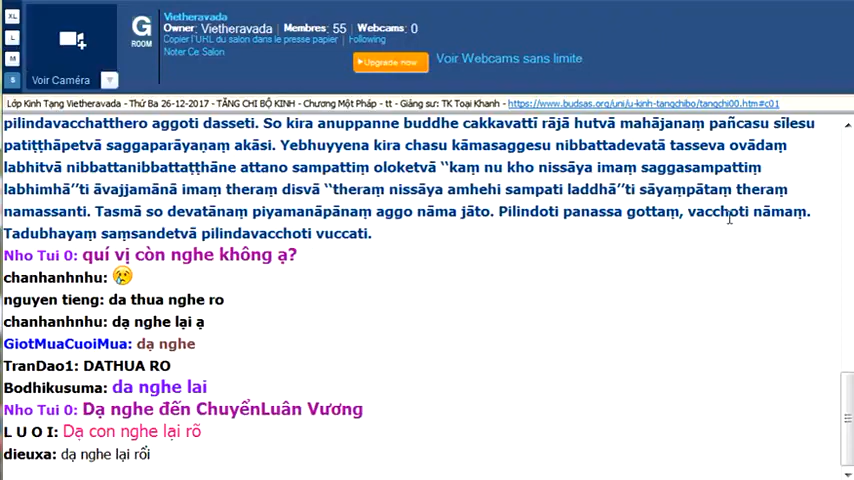 XL
L
M
S
Voir Caméra
G
ROOM
Vietheravada
Owner: Vietheravada Membres: 55 Webcams: 0
Copier l'URL du salon dans le presse papier | Following
Noter Ce Salon
Upgrade now
Voir Webcams sans limite
Lớp Kinh Tạng Vietheravada - Thứ Ba 26-12-2017 - TĂNG CHI BỘ KINH - Chương Một Pháp - tt - Giảng sư: TK Toại Khanh - https://www.budsas.org/uni/u-kinh-tangchibo/tangchi00.htm#c01
pilindavacchatthero aggoti dasseti. So kira anuppanne buddhe cakkavattī rājā hutvā mahājanaṃ pañcasu sīlesu
patiṭṭhāpetvā saggaparāyaṇaṃ akāsi. Yebhuyyena kira chasu kāmasaggesu nibbattadevatā tasseva ovādaṃ
labhitvā nibbattanibbattaṭṭhāne attano sampattiṃ oloketvā ‘‘kaṃ nu kho nissāya imaṃ saggasampattiṃ
labhimhā’’ti āvajjamānā imaṃ theraṃ disvā ‘‘theraṃ nissāya amhehi sampati laddhā’’ti sāyaṃpātaṃ theraṃ
namassanti. Tasmā so devatānaṃ piyamanāpānaṃ aggo nāma jāto. Pilindoti panassa gottaṃ, vacchoti nāmaṃ.
Tadubhayaṃ saṃsandetvā pilindavacchoti vuccati.
Nho Tui 0: quí vị còn nghe không ạ?
chanhanhnhu:
nguyen tieng: da thua nghe ro
chanhanhnhu: dạ nghe lại ạ
GiotMuaCuoiMua: dạ nghe
TranDao1: DATHUA RO
Bodhikusuma: da nghe lai
Nho Tui 0: Dạ nghe đến ChuyểnLuân Vương
L U O I: Dạ con nghe lại rõ
dieuxa: dạ nghe lại rồi